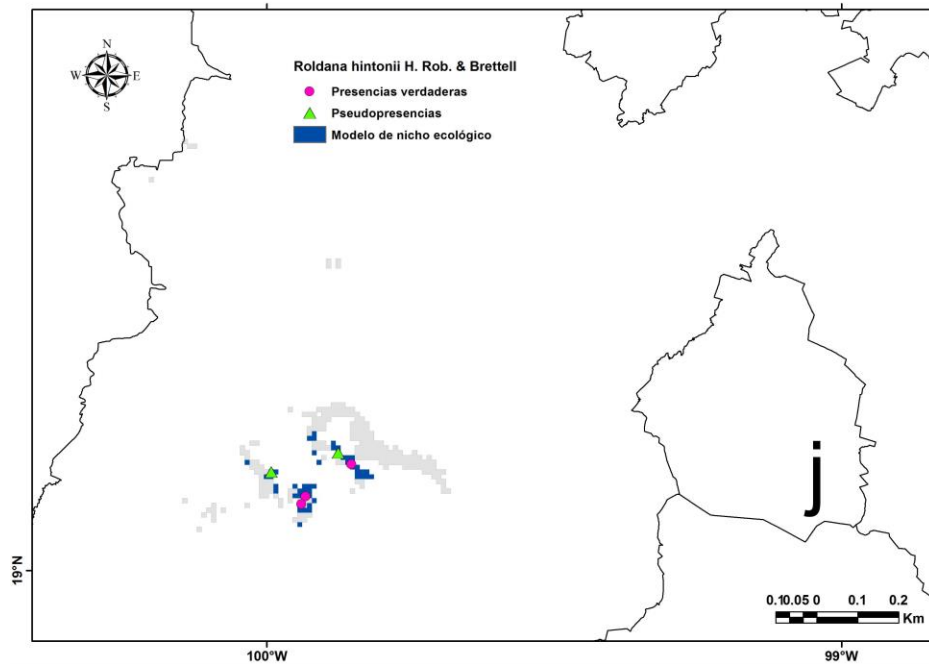 N
W E
S
Roldana hintonii H. Rob. & Brettell
Presencias verdaderas
Pseudopresencias
Modelo de nicho ecológico
j
19°N
0.10.05 0 0.1 0.2
Km
100°W 99°W